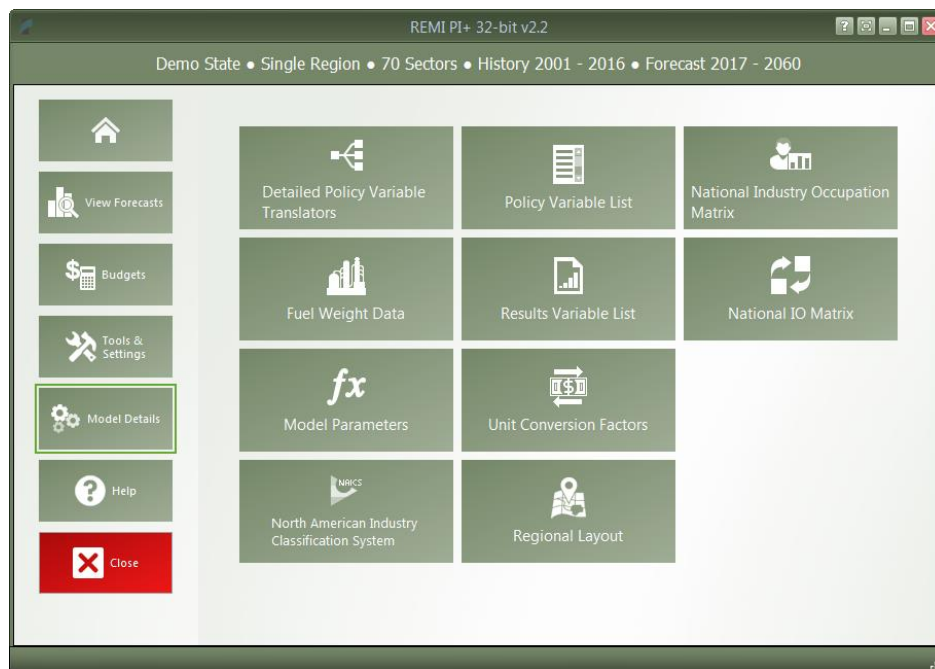 REMI PI+ 32-bit v2.2
Demo State ● Single Region ● 70 Sectors ● History 2001 - 2016 ● Forecast 2017 - 2060
View Forecasts
Budgets
Tools &
Settings
Model Details
Help
Close
Detailed Policy Variable
Translators
Policy Variable List
National Industry Occupation
Matrix
Fuel Weight Data
Results Variable List
National IO Matrix
fx
Model Parameters
$
Unit Conversion Factors
NAICS
North American Industry
Classification System
Regional Layout